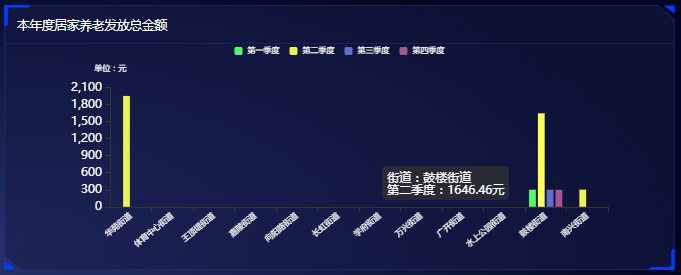 本年度居家养老发放总金额
第一季度 第二季度 第三季度 第四季度
单位：元
2,100
1,800
1,500
1,200
900
600
300
0
街道：鼓楼街道
第二季度：1646.46元
华苑街道 体育中心街道 王顶堤街道 嘉陵街道 向阳路街道 长虹街道 学府街道 万兴街道 广开街道 水上公园街道 鼓楼街道 南兴街道